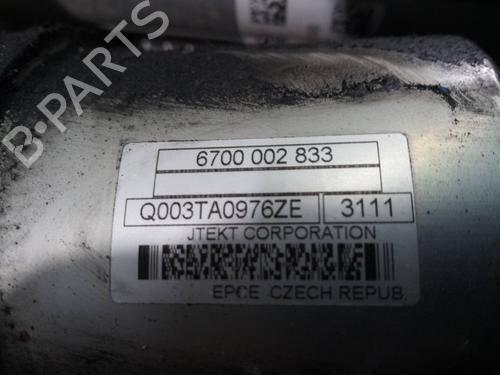 B-PARTS
6700 002 833
Q003TA0976ZE 3111
JTEKT CORPORATION
EPCE CZECH REPUB.